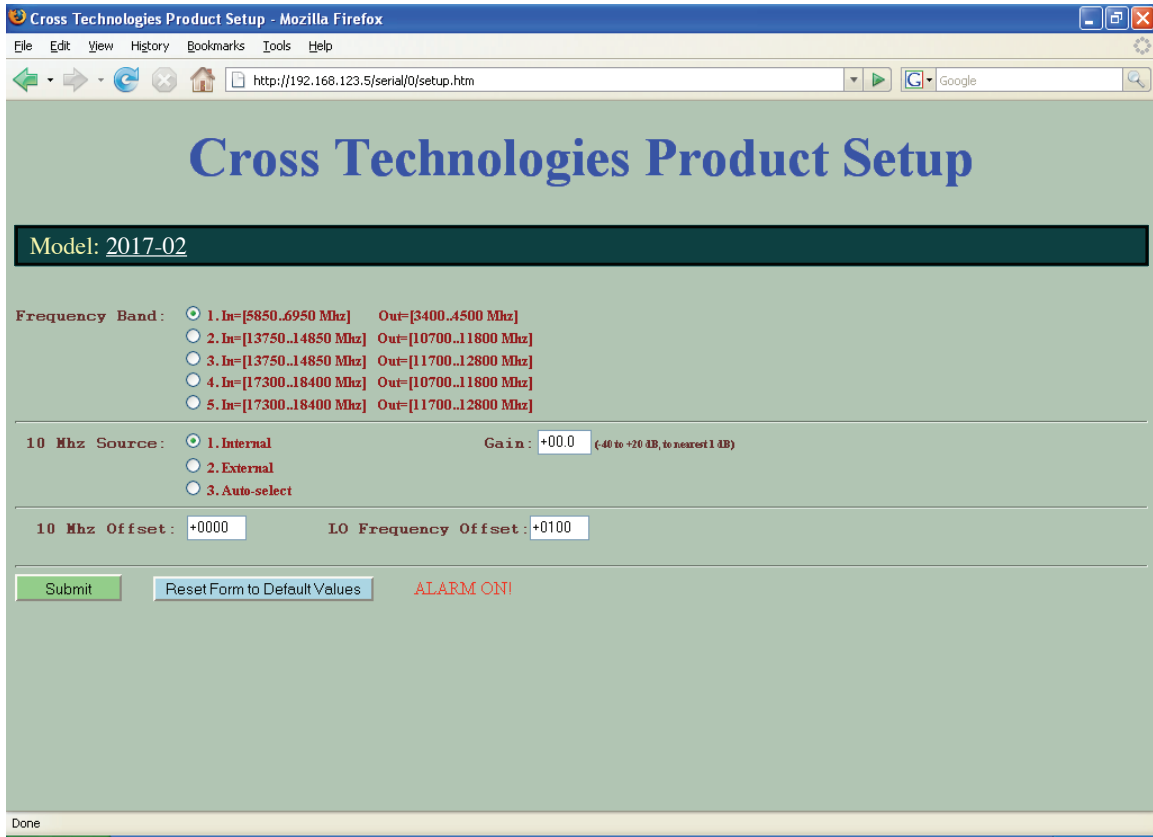 Cross Technologies Product Setup - Mozilla Firefox
File Edit View History Bookmarks Tools Help
http://192.168.123.5/serial/0/setup.htm G Google
Cross Technologies Product Setup
Model: 2017-02
Frequency Band: 1. In=[5850..6950 Mhz] Out=[3400..4500 Mhz]
2. In=[13750..14850 Mhz] Out=[10700..11800 Mhz]
3. In=[13750..14850 Mhz] Out=[11700..12800 Mhz]
4. In=[17300..18400 Mhz] Out=[10700..11800 Mhz]
5. In=[17300..18400 Mhz] Out=[11700..12800 Mhz]
10 Mhz Source: 1. Internal Gain: +00.0 (-40 to +20 dB, to nearest 1 dB)
2. External
3. Auto-select
10 Mhz Offset: +0000 LO Frequency Offset: +0100
Submit Reset Form to Default Values ALARM ON!
Done